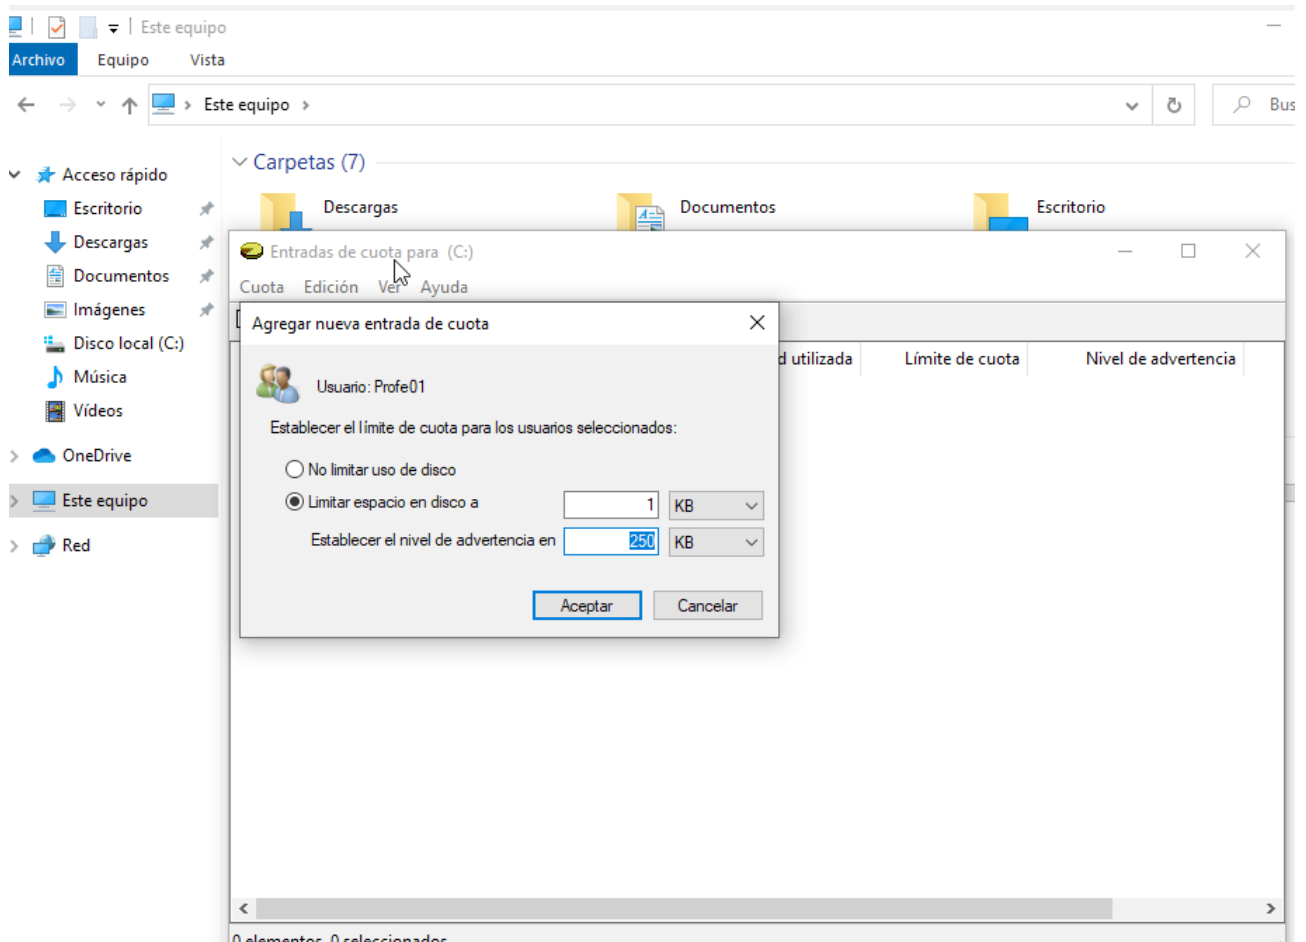 Este equipo
Archivo Equipo Vista
Este equipo Bus
Acceso rápido
Escritorio
Descargas
Documentos
Imágenes
Disco local (C:)
Música
Vídeos
OneDrive
Este equipo
Red
Carpetas (7)
Descargas Documentos Escritorio
Entradas de cuota para (C:)
Cuota Edición Ver Ayuda
d utilizada Límite de cuota Nivel de advertencia
Agregar nueva entrada de cuota
Usuario: Profe01
Establecer el límite de cuota para los usuarios seleccionados:
No limitar uso de disco
Limitar espacio en disco a 1 KB
Establecer el nivel de advertencia en 250 KB
Aceptar Cancelar
0 elementos, 0 seleccionados